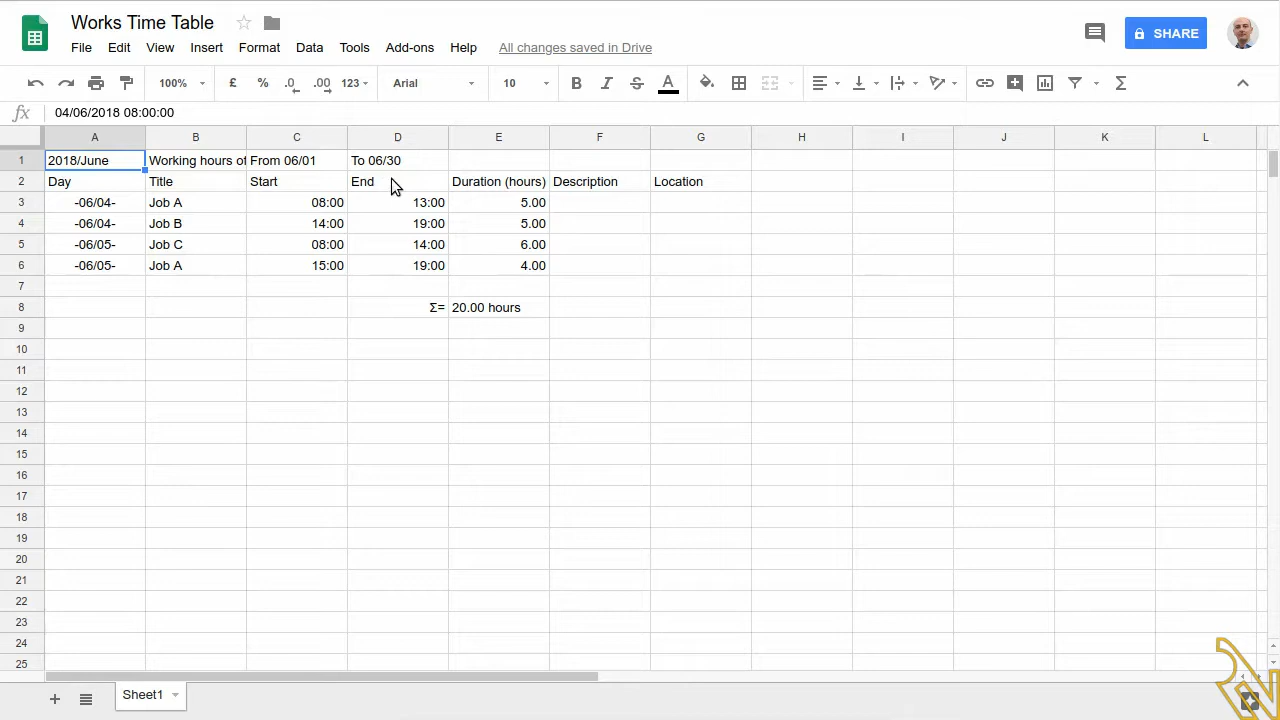 Works Time Table
File Edit View Insert Format Data Tools Add-ons Help All changes saved in Drive
SHARE
100% £ % .0 .00 123 Arial 10 B I S A Σ
fx 04/06/2018 08:00:00
A B C D E F G H I J K L
1 2018/June Working hours of From 06/01 To 06/30
2 Day Title Start End Duration (hours) Description Location
3 -06/04- Job A 08:00 13:00 5.00
4 -06/04- Job B 14:00 19:00 5.00
5 -06/05- Job C 08:00 14:00 6.00
6 -06/05- Job A 15:00 19:00 4.00
7
8 Σ= 20.00 hours
9
10
11
12
13
14
15
16
17
18
19
20
21
22
23
24
25
Sheet1